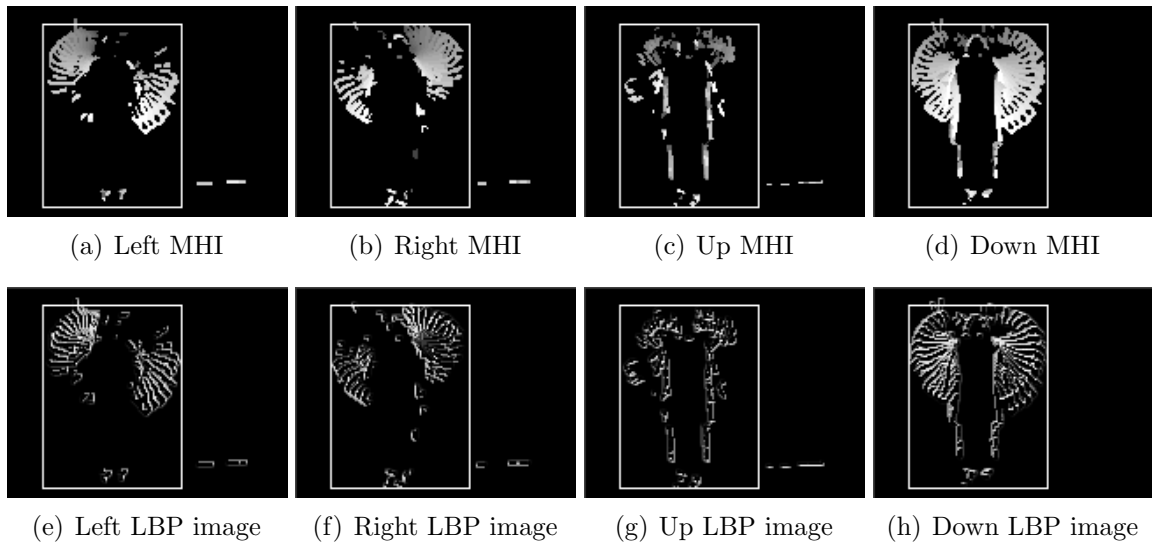 (a) Left MHI
(b) Right MHI
(c) Up MHI
(d) Down MHI
(e) Left LBP image
(f) Right LBP image
(g) Up LBP image
(h) Down LBP image